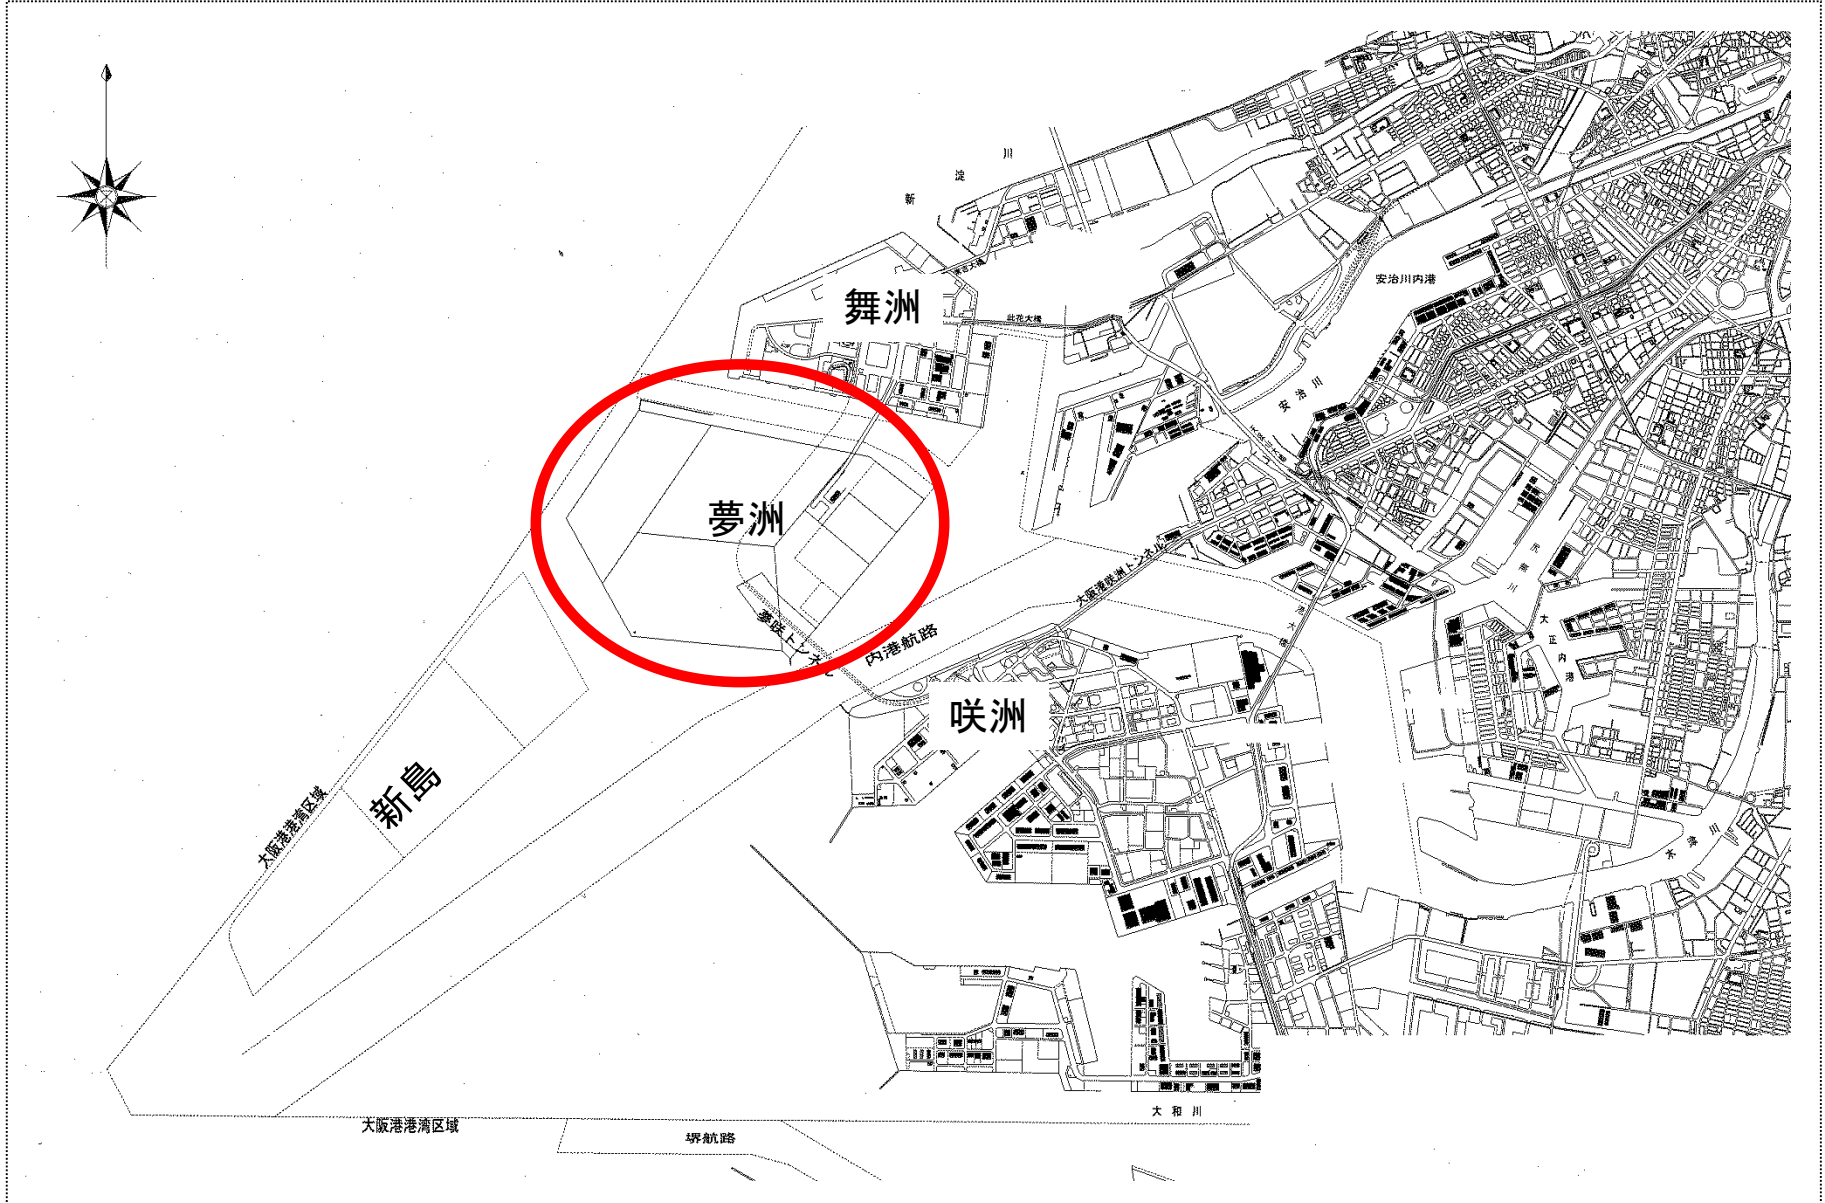 新淀川
舞洲
此花大橋
安治川内港
安治川
夢洲
大阪港咲洲トンネル
夢咲トンネル
内港航路
咲洲
大正内港
木津川
新島
大阪港港湾区域
大和川
大阪港港湾区域
堺航路